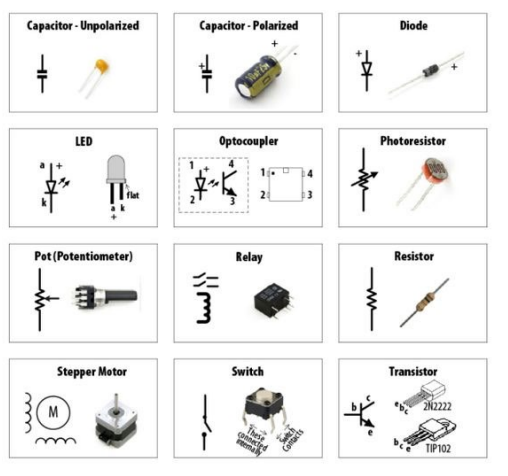 Capacitor - Unpolarized
Capacitor - Polarized
+
+
-
Diode
+
+
LED
a +
k
flat
a k
+
Optocoupler
1 + 4
2 3
1 4
2 3
Photoresistor
Pot (Potentiometer)
Relay
Resistor
Stepper Motor
M
Switch
These
connected
internally
Switch
Contacts
Transistor
c
b
e
e b c
2N2222
b c e
TIP102